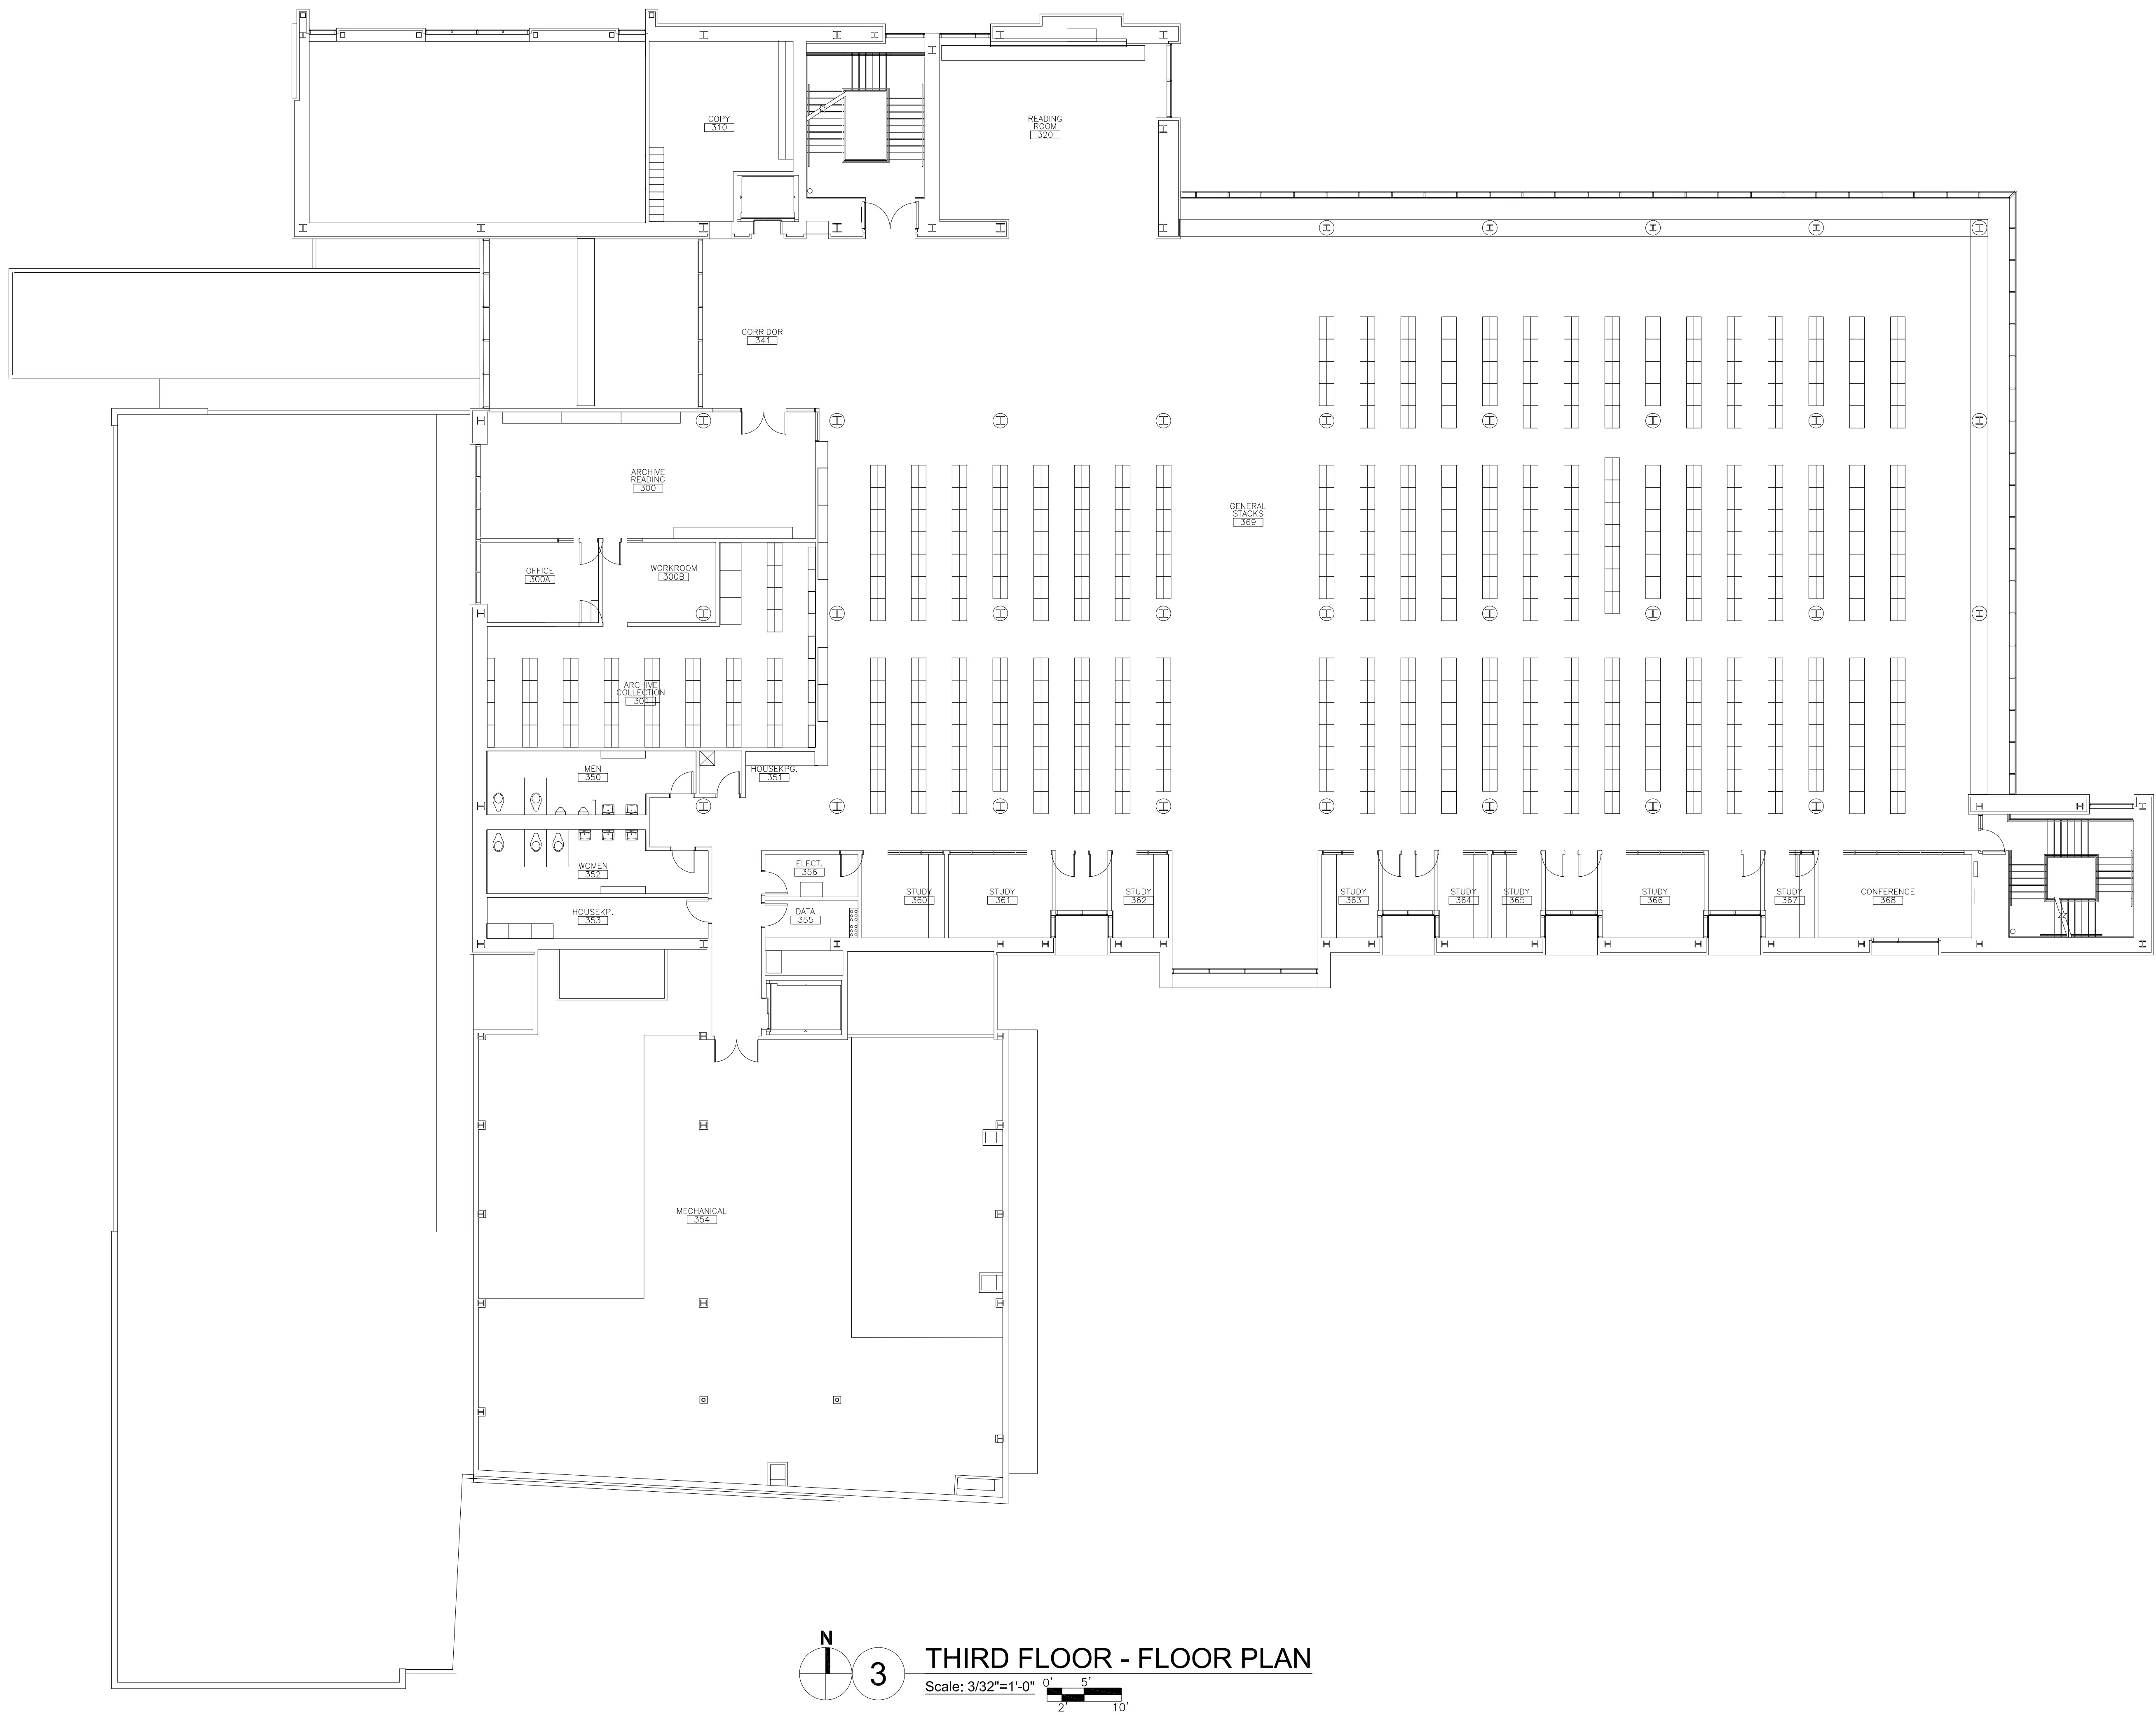 COPY
310
READING
ROOM
320
CORRIDOR
341
ARCHIVE
READING
300
GENERAL
STACKS
369
OFFICE
300A
WORKROOM
300B
ARCHIVE
COLLECTION
301
MEN
350
HOUSEKPG.
351
WOMEN
352
ELECT.
356
HOUSEKP.
353
DATA
355
STUDY
360
STUDY
361
STUDY
362
STUDY
363
STUDY
364
STUDY
365
STUDY
366
STUDY
367
CONFERENCE
368
MECHANICAL
354
N
3
THIRD FLOOR - FLOOR PLAN
Scale: 3/32"=1'-0"
0' 5'
2' 10'